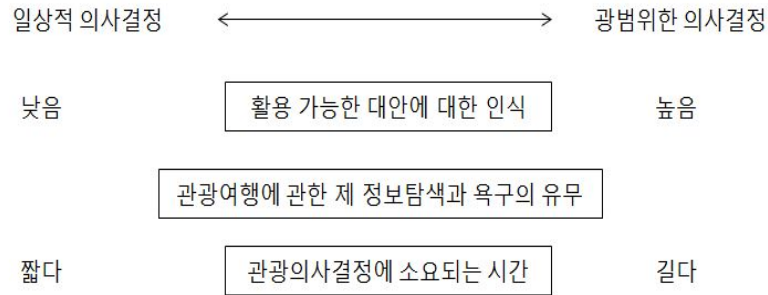 일상적 의사결정 광범위한 의사결정
낮음 활용 가능한 대안에 대한 인식 높음
관광여행에 관한 제 정보탐색과 욕구의 유무
짧다 관광의사결정에 소요되는 시간 길다